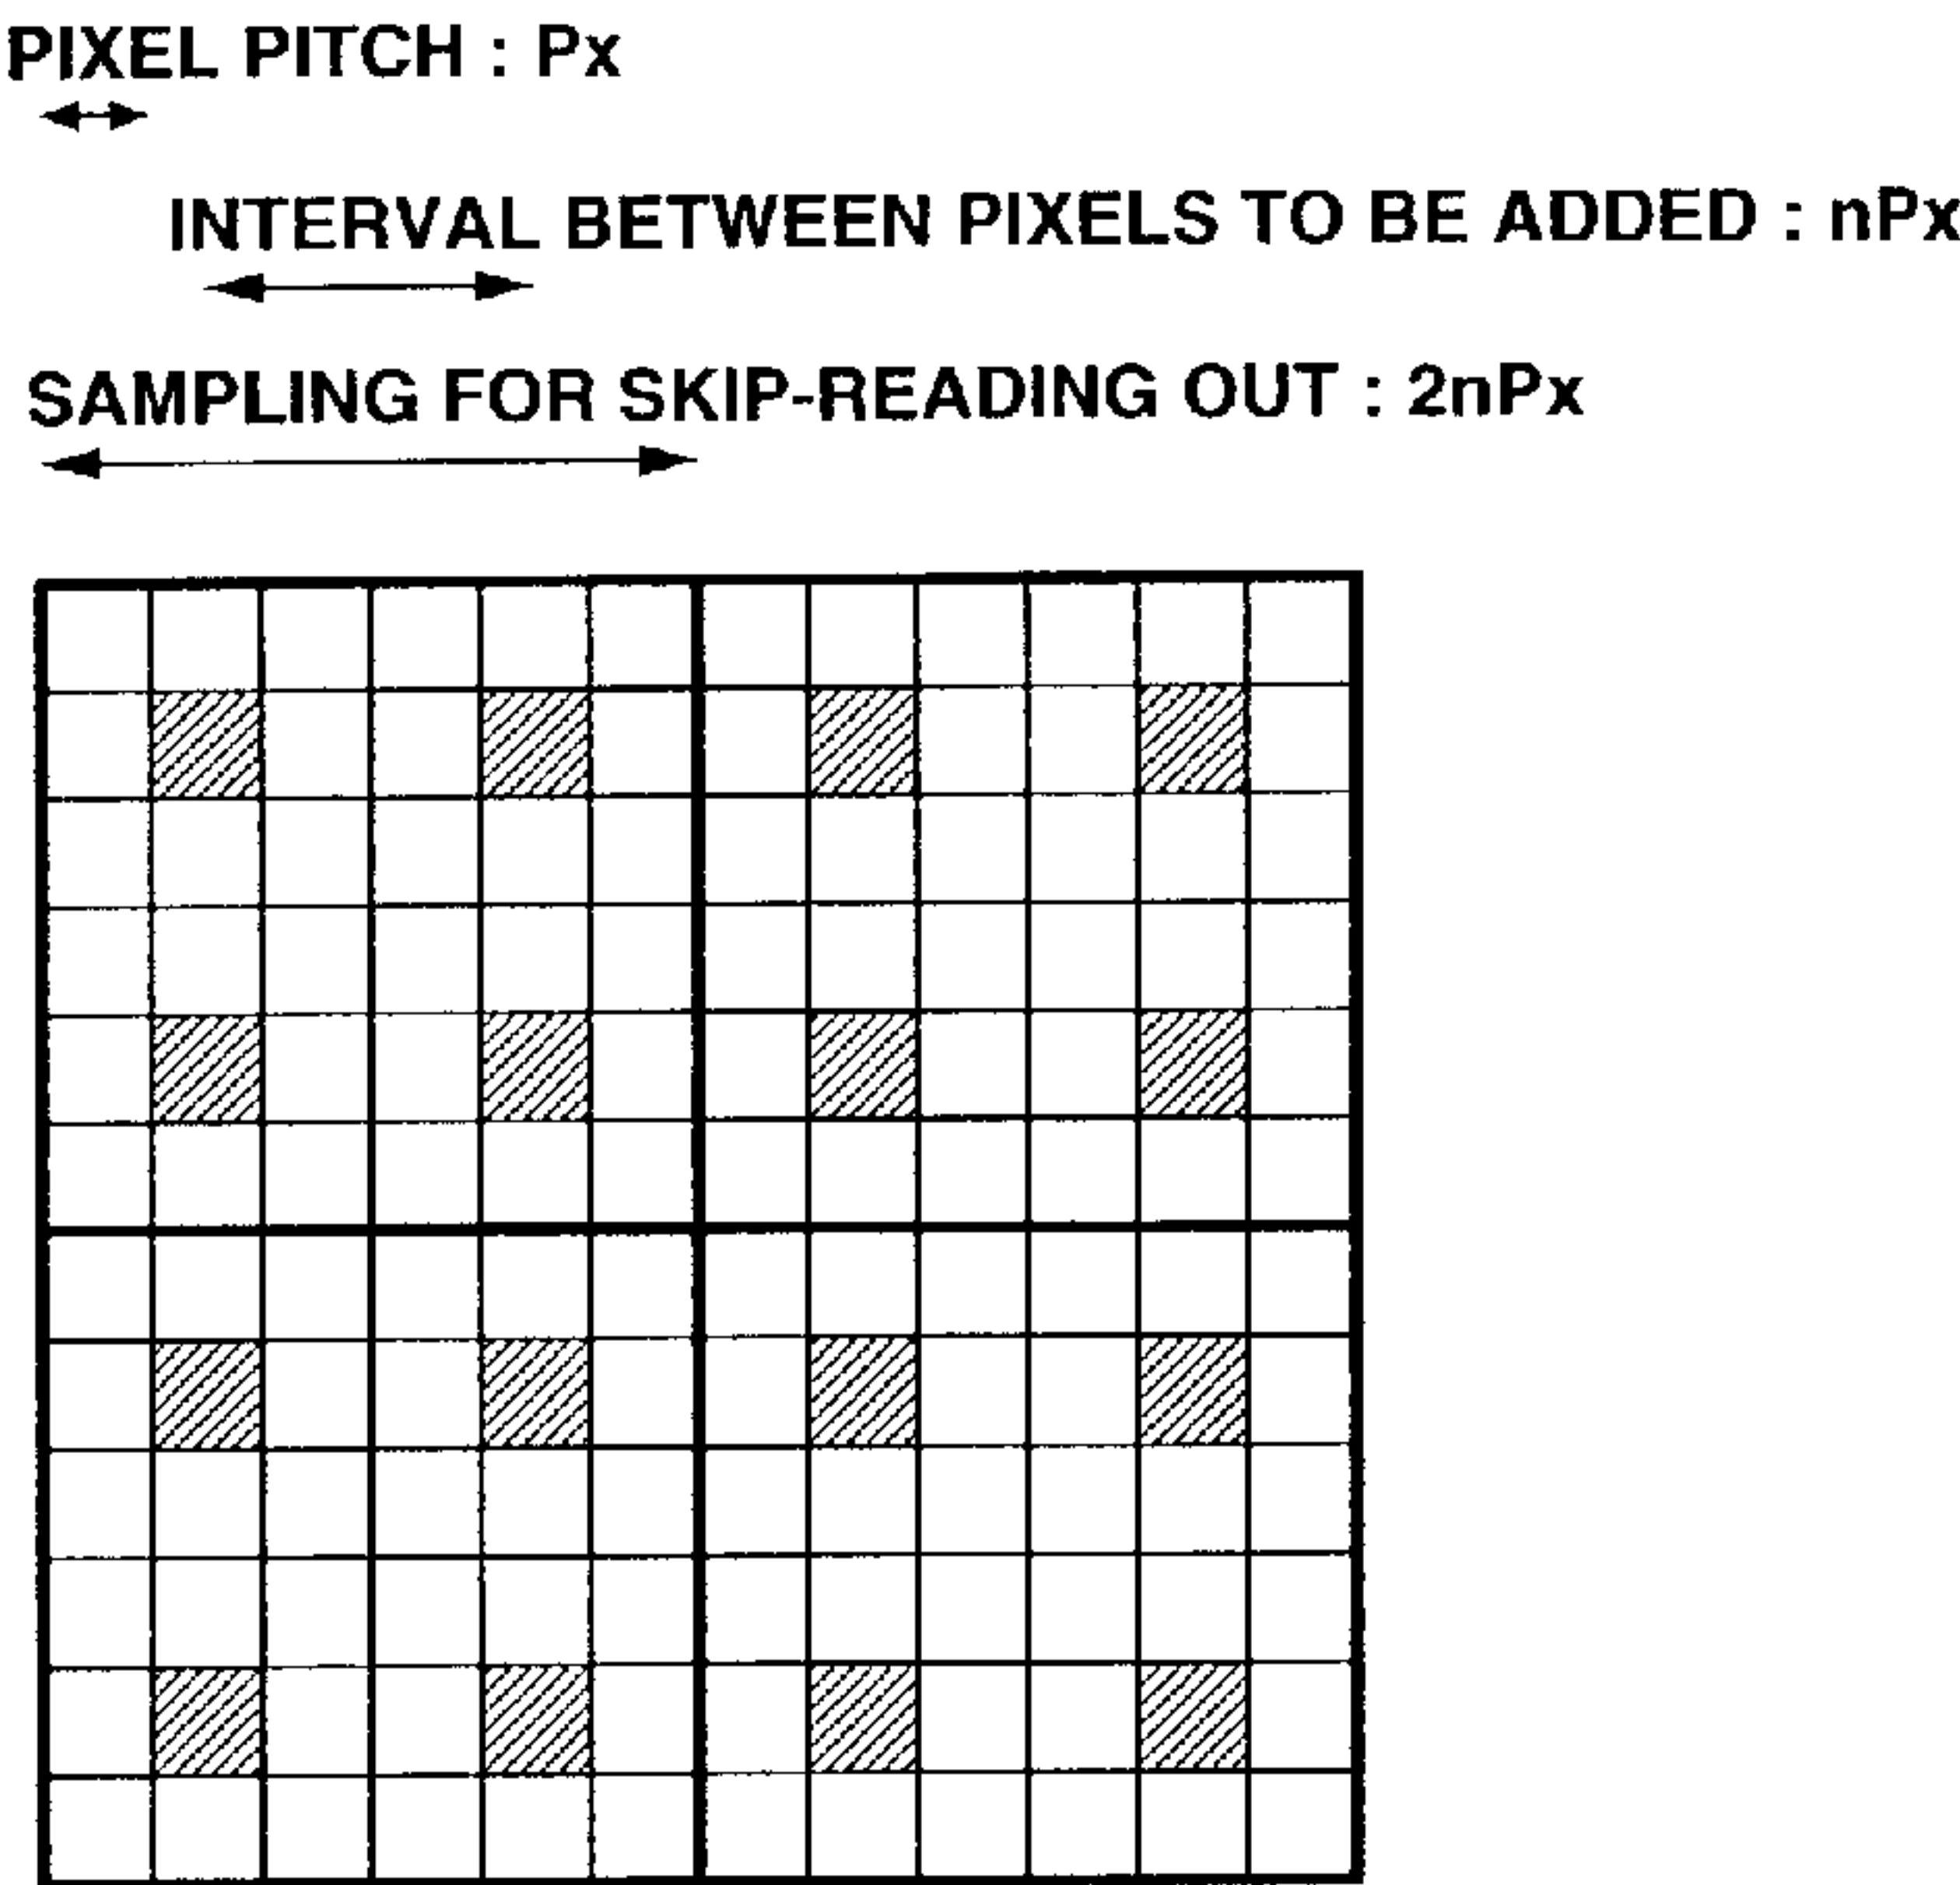 PIXEL PITCH : Px
INTERVAL BETWEEN PIXELS TO BE ADDED : nPx
SAMPLING FOR SKIP-READING OUT : 2nPx